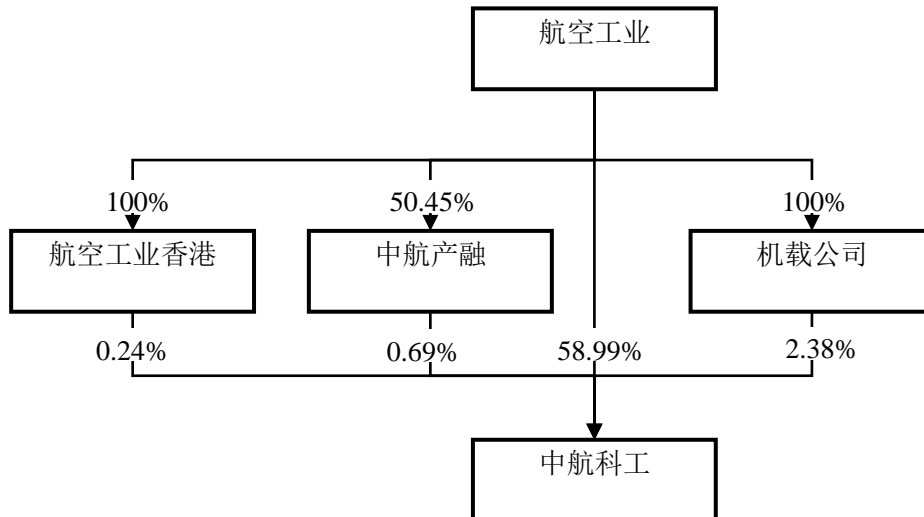 航空工业
100%
50.45%
100%
航空工业香港
中航产融
机载公司
0.24%
0.69%
58.99%
2.38%
中航科工